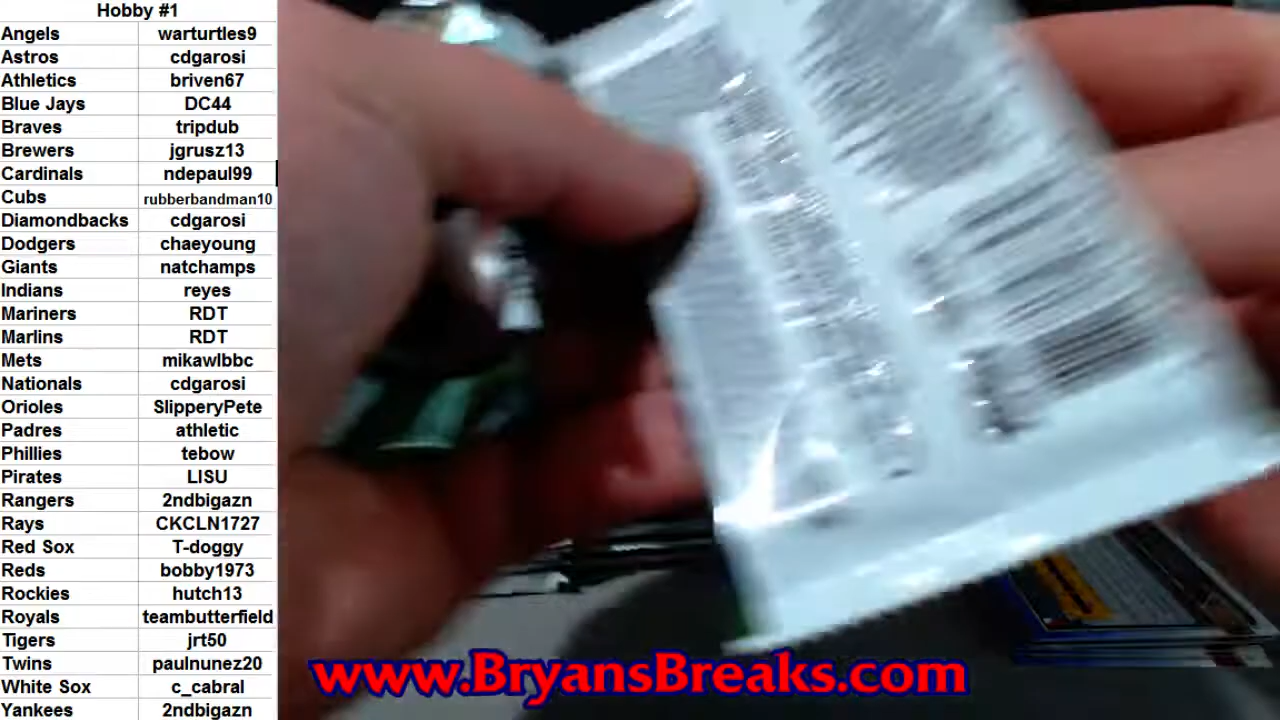 Hobby #1
Angels warturtles9
Astros cdgarosi
Athletics briven67
Blue Jays DC44
Braves tripdub
Brewers jgrusz13
Cardinals ndepaul99
Cubs rubberbandman10
Diamondbacks cdgarosi
Dodgers chaeyoung
Giants natchamps
Indians reyes
Mariners RDT
Marlins RDT
Mets mikawlbbc
Nationals cdgarosi
Orioles SlipperyPete
Padres athletic
Phillies tebow
Pirates LISU
Rangers 2ndbigazn
Rays CKCLN1727
Red Sox T-doggy
Reds bobby1973
Rockies hutch13
Royals teambutterfield
Tigers jrt50
Twins paulnunez20
White Sox c_cabral
Yankees 2ndbigazn
www.BryansBreaks.com